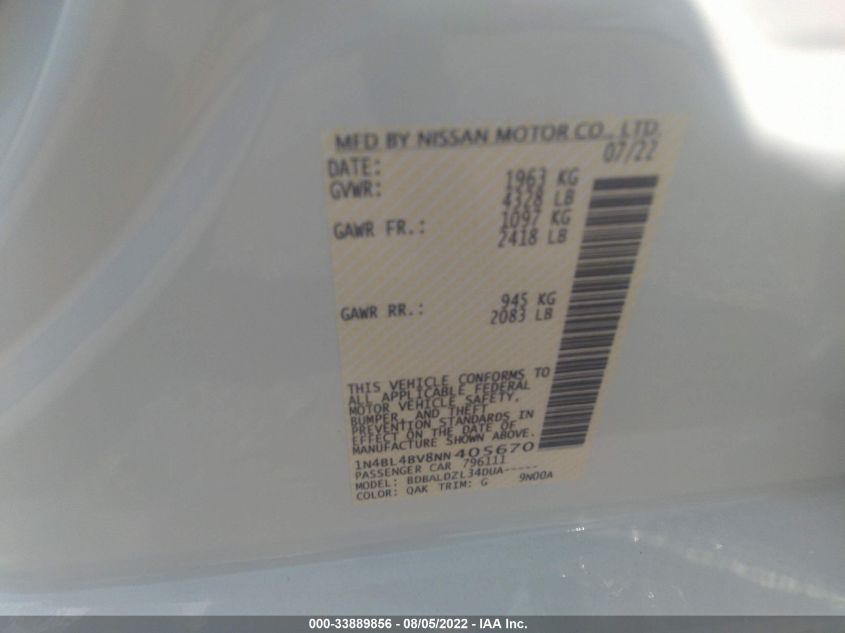 MFD BY NISSAN MOTOR CO., LTD.
DATE: 07/22
GVWR: 1963 KG
4328 LB
GAWR FR.: 1097 KG
2418 LB
GAWR RR.: 945 KG
2083 LB
THIS VEHICLE CONFORMS TO
ALL APPLICABLE FEDERAL
MOTOR VEHICLE SAFETY,
BUMPER, AND THEFT
PREVENTION STANDARDS IN
EFFECT ON THE DATE OF
MANUFACTURE SHOWN ABOVE.
1N4BL4BV8NN405670
PASSENGER CAR 796111
MODEL: BDBALDZL34DUA-----
COLOR: QAK TRIM: G 9N00A
000-33889856 - 08/05/2022 - IAA Inc.